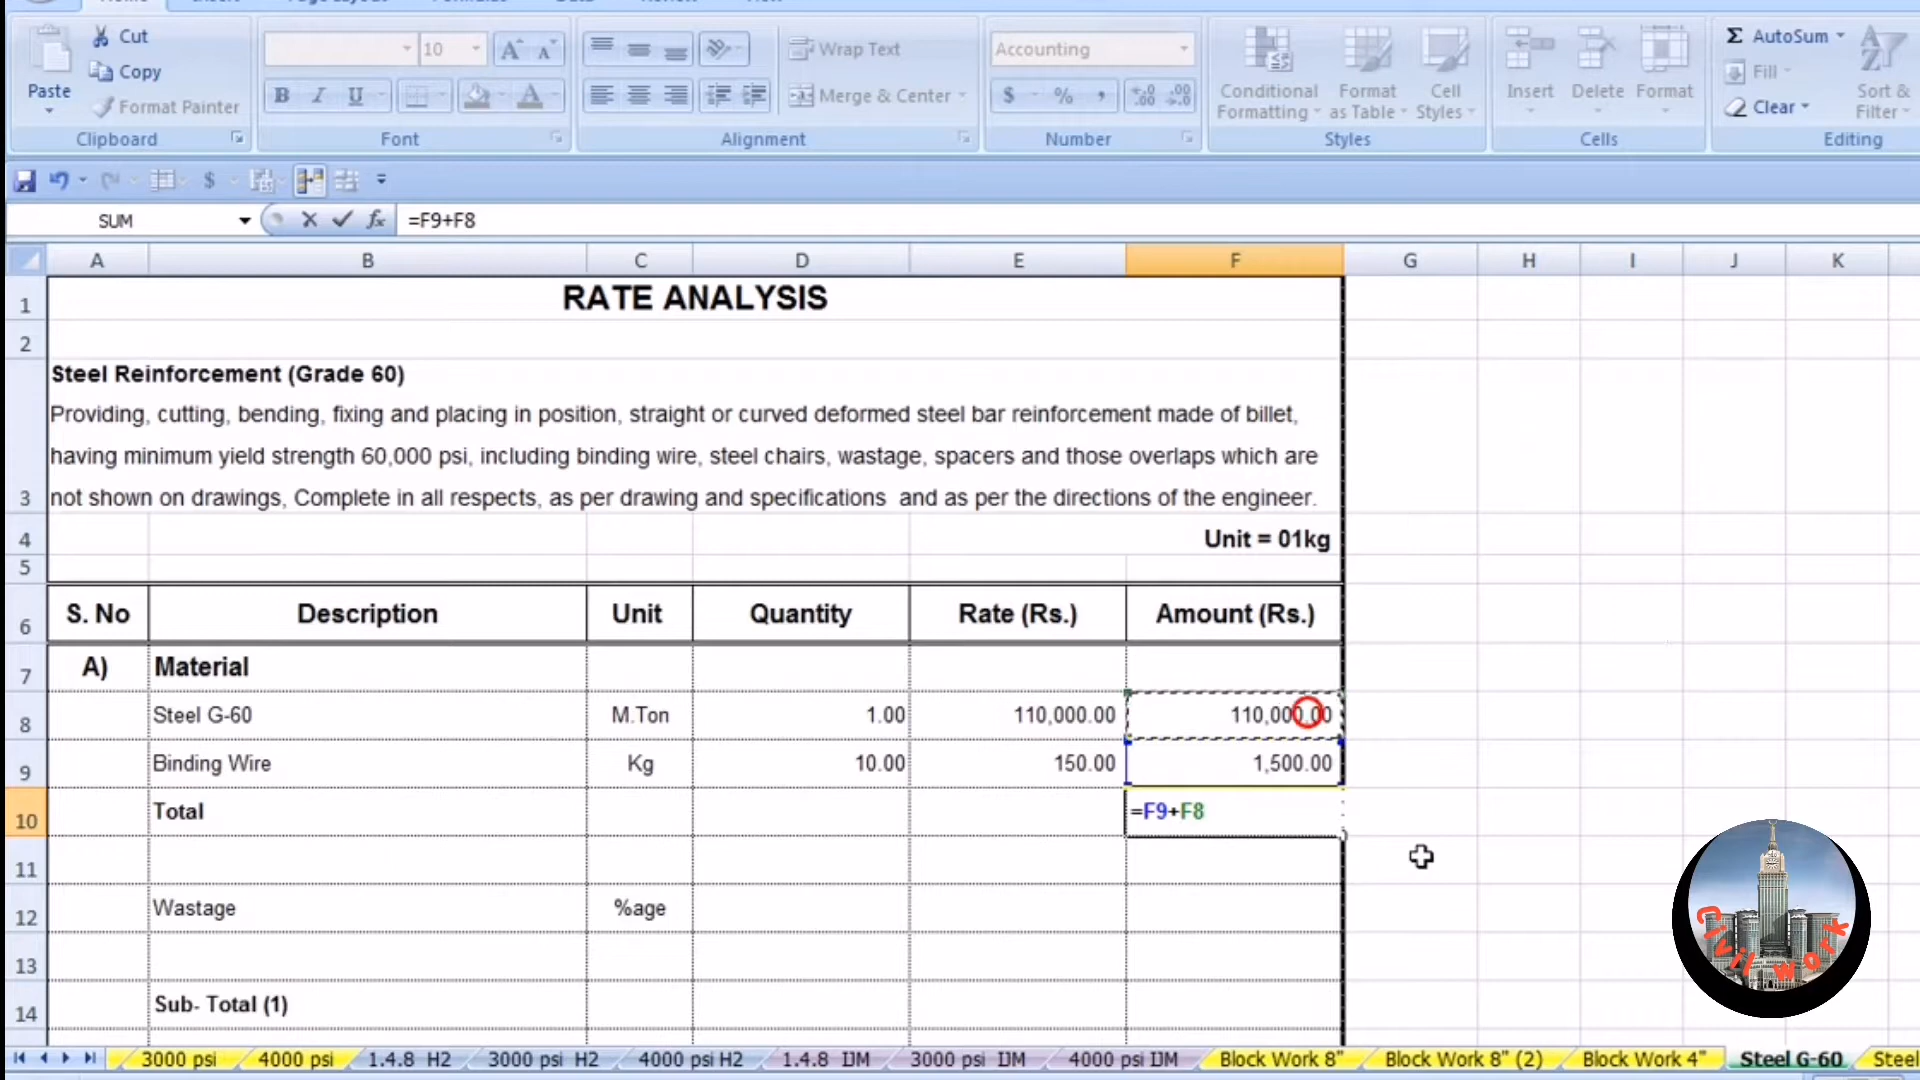 Cut
Copy
Paste
Format Painter
Clipboard
10
B I U
Font
Wrap Text
Merge & Center
Alignment
Accounting
$ % ,
Number
Conditional Formatting
Format as Table
Cell Styles
Styles
Insert
Delete
Format
Cells
Σ AutoSum
Fill
Clear
Sort & Filter
Editing
SUM
fx
=F9+F8
A B C D E F G H I J K
1 RATE ANALYSIS
2
Steel Reinforcement (Grade 60)
Providing, cutting, bending, fixing and placing in position, straight or curved deformed steel bar reinforcement made of billet,
having minimum yield strength 60,000 psi, including binding wire, steel chairs, wastage, spacers and those overlaps which are
3 not shown on drawings, Complete in all respects, as per drawing and specifications and as per the directions of the engineer.
4 Unit = 01kg
5
6 S. No Description Unit Quantity Rate (Rs.) Amount (Rs.)
7 A) Material
8 Steel G-60 M.Ton 1.00 110,000.00 110,000.00
9 Binding Wire Kg 10.00 150.00 1,500.00
10 Total =F9+F8
11
12 Wastage %age
13
14 Sub- Total (1)
Civil work
3000 psi 4000 psi 1.4.8 H2 3000 psi H2 4000 psi H2 1.4.8 IJM 3000 psi IJM 4000 psi IJM Block Work 8" Block Work 8" (2) Block Work 4" Steel G-60 Steel